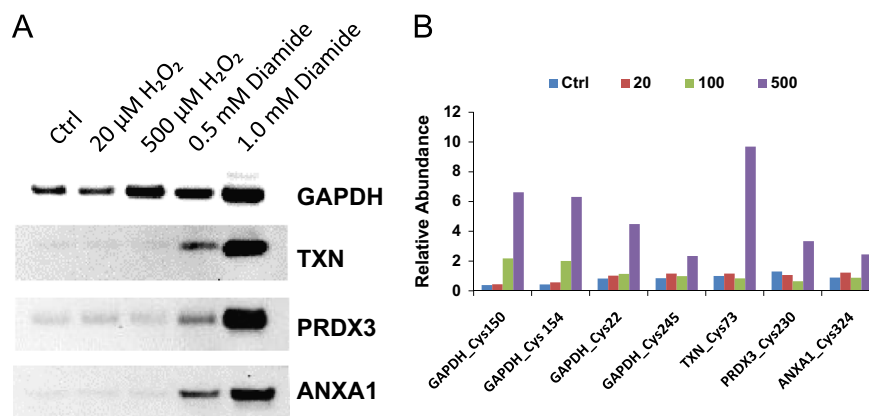 A
Ctrl
20 µM H₂O₂
500 µM H₂O₂
0.5 mM Diamide
1.0 mM Diamide
GAPDH
TXN
PRDX3
ANXA1
B
Ctrl 20 100 500
Relative Abundance
12
10
8
6
4
2
0
GAPDH_Cys150
GAPDH_Cys 154
GAPDH_Cys22
GAPDH_Cys245
TXN_Cys73
PRDX3_Cys230
ANXA1_Cys324